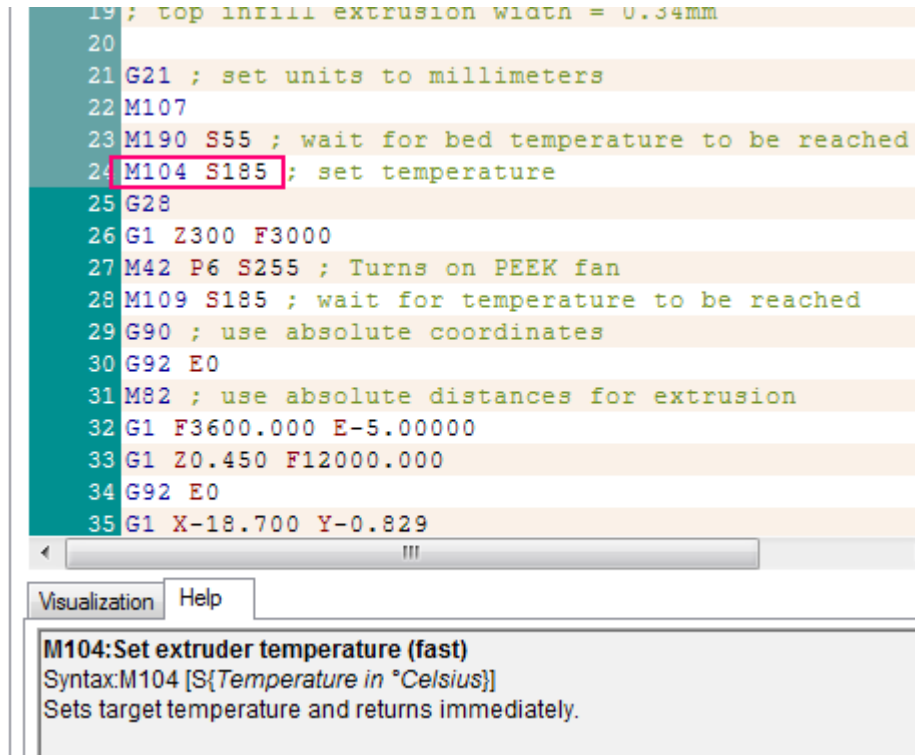 19 ; top infill extrusion width = 0.34mm
20
21 G21 ; set units to millimeters
22 M107
23 M190 S55 ; wait for bed temperature to be reached
24 M104 S185 ; set temperature
25 G28
26 G1 Z300 F3000
27 M42 P6 S255 ; Turns on PEEK fan
28 M109 S185 ; wait for temperature to be reached
29 G90 ; use absolute coordinates
30 G92 E0
31 M82 ; use absolute distances for extrusion
32 G1 F3600.000 E-5.00000
33 G1 Z0.450 F12000.000
34 G92 E0
35 G1 X-18.700 Y-0.829
Visualization Help
M104:Set extruder temperature (fast)
Syntax:M104 [S{Temperature in °Celsius}]
Sets target temperature and returns immediately.